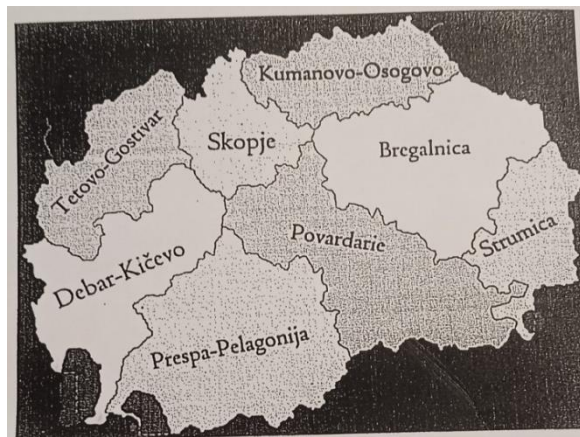 Kumanovo-Osogovo
Tetovo-Gostivar
Skopje
Bregalnica
Povardarie
Strumica
Debar-Kičevo
Prespa-Pelagonija